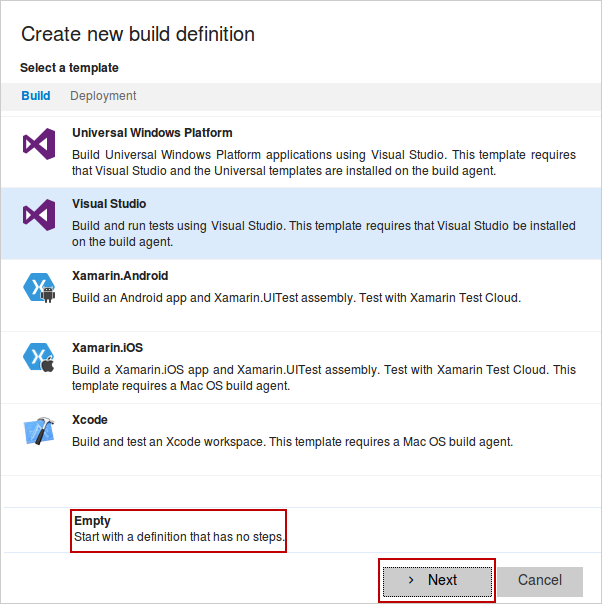 Create new build definition
Select a template
Build Deployment
Universal Windows Platform
Build Universal Windows Platform applications using Visual Studio. This template requires
that Visual Studio and the Universal templates are installed on the build agent.
Visual Studio
Build and run tests using Visual Studio. This template requires that Visual Studio be installed
on the build agent.
Xamarin.Android
Build an Android app and Xamarin.UITest assembly. Test with Xamarin Test Cloud.
Xamarin.iOS
Build a Xamarin.iOS app and Xamarin.UITest assembly. Test with Xamarin Test Cloud. This
template requires a Mac OS build agent.
Xcode
Build and test an Xcode workspace. This template requires a Mac OS build agent.
Empty
Start with a definition that has no steps.
> Next Cancel